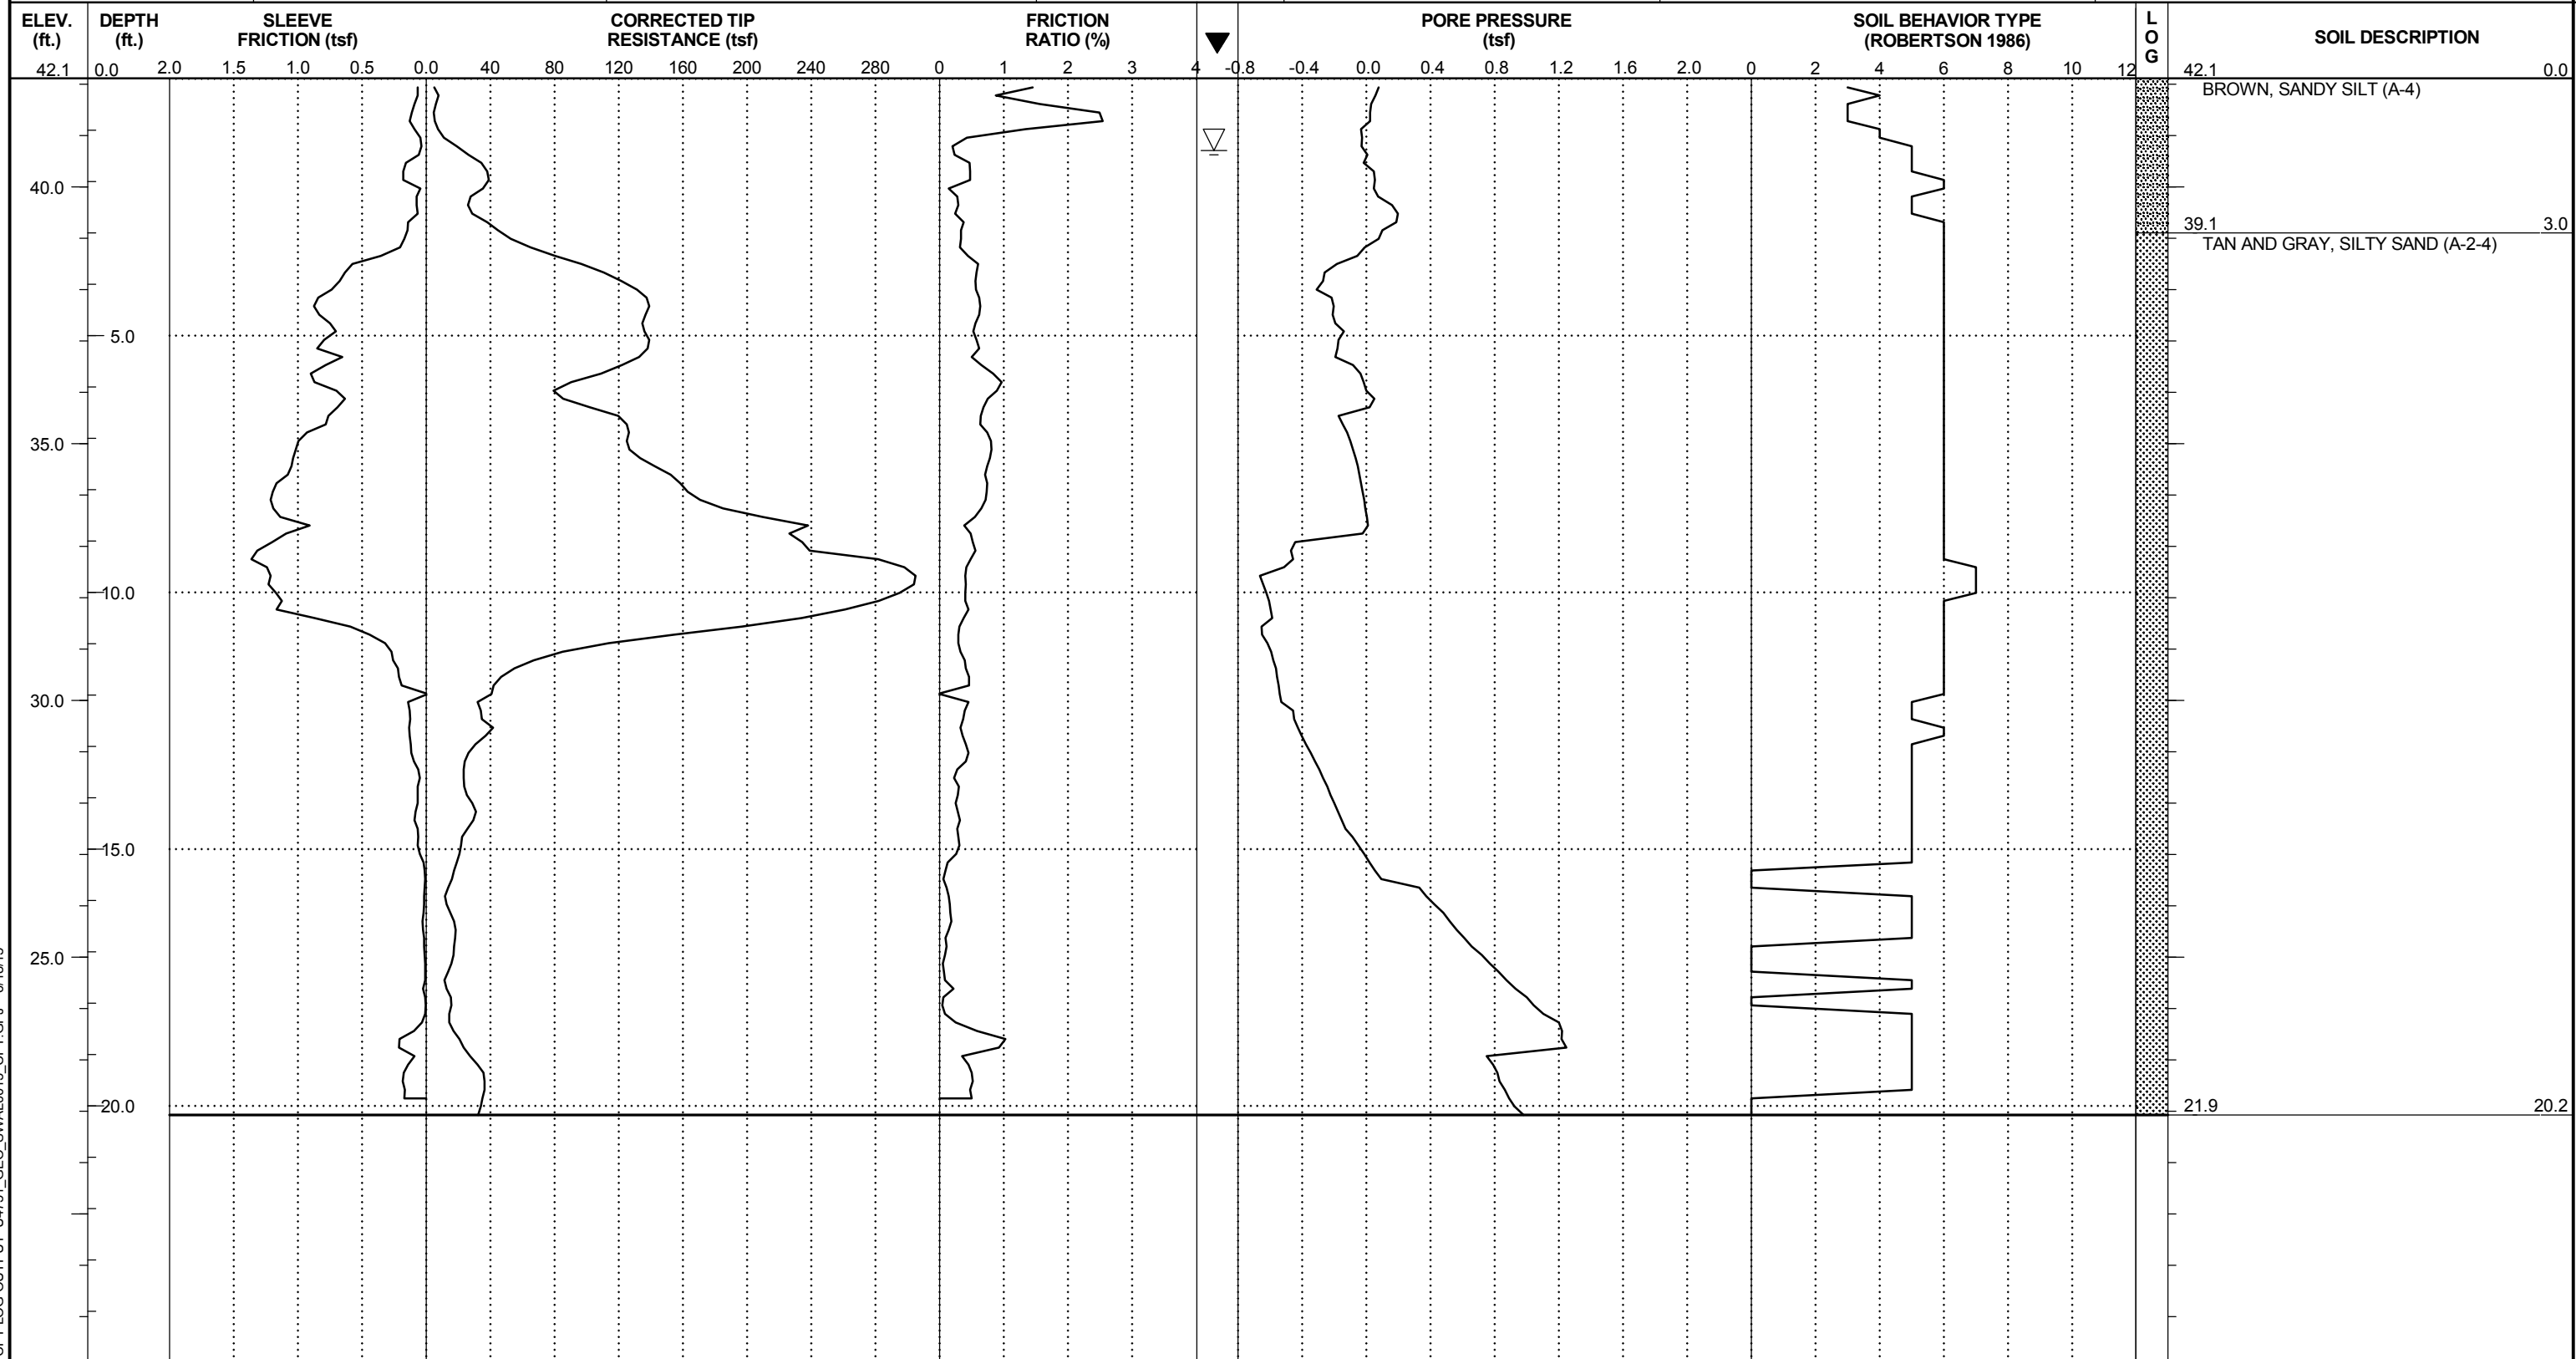 ELEV. (ft.)
DEPTH (ft.)
SLEEVE FRICTION (tsf)
CORRECTED TIP RESISTANCE (tsf)
FRICTION RATIO (%)
PORE PRESSURE (tsf)
SOIL BEHAVIOR TYPE (ROBERTSON 1986)
LOG
SOIL DESCRIPTION
42.1 0.0 2.0 1.5 1.0 0.5 0.0 40 80 120 160 200 240 280 0 1 2 3 4 -0.8 -0.4 0.0 0.4 0.8 1.2 1.6 2.0 0 2 4 6 8 10 12
42.1 0.0
BROWN, SANDY SILT (A-4)
40.0
39.1 3.0
TAN AND GRAY, SILTY SAND (A-2-4)
5.0
35.0
10.0
30.0
15.0
25.0
20.0
21.9 20.2